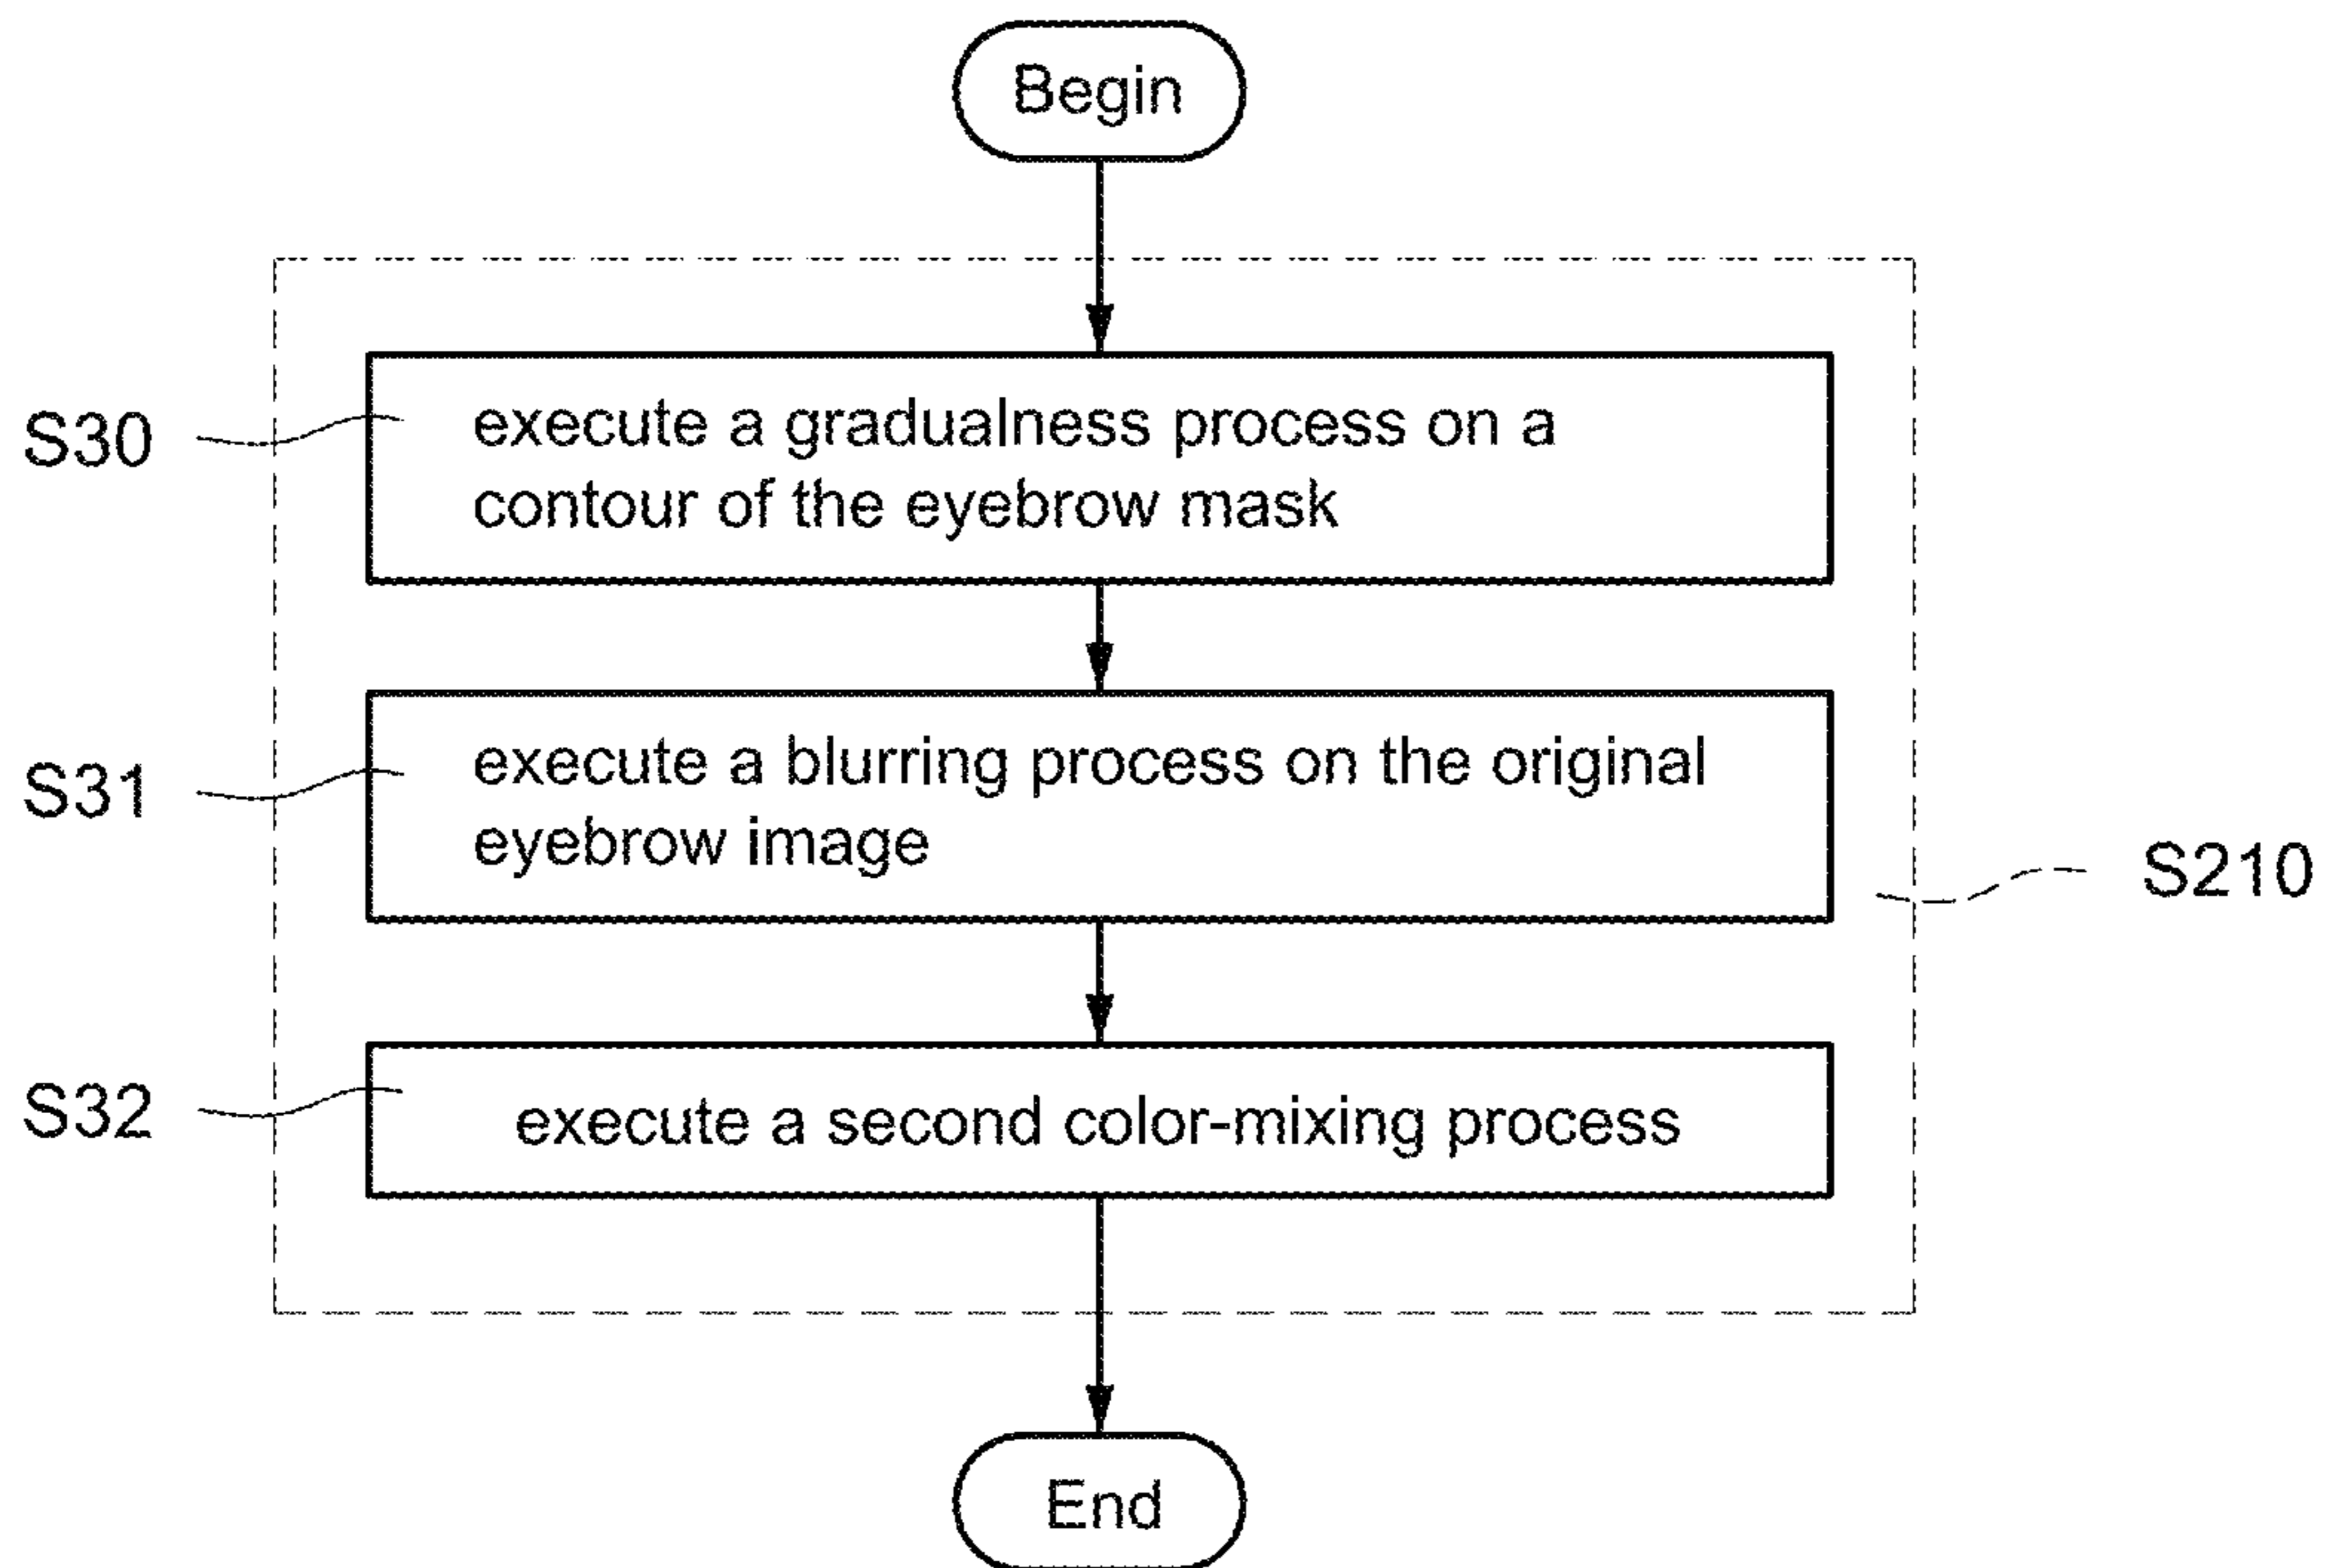 Begin
S30
execute a gradualness process on a
contour of the eyebrow mask
S31
execute a blurring process on the original
eyebrow image
S210
S32
execute a second color-mixing process
End